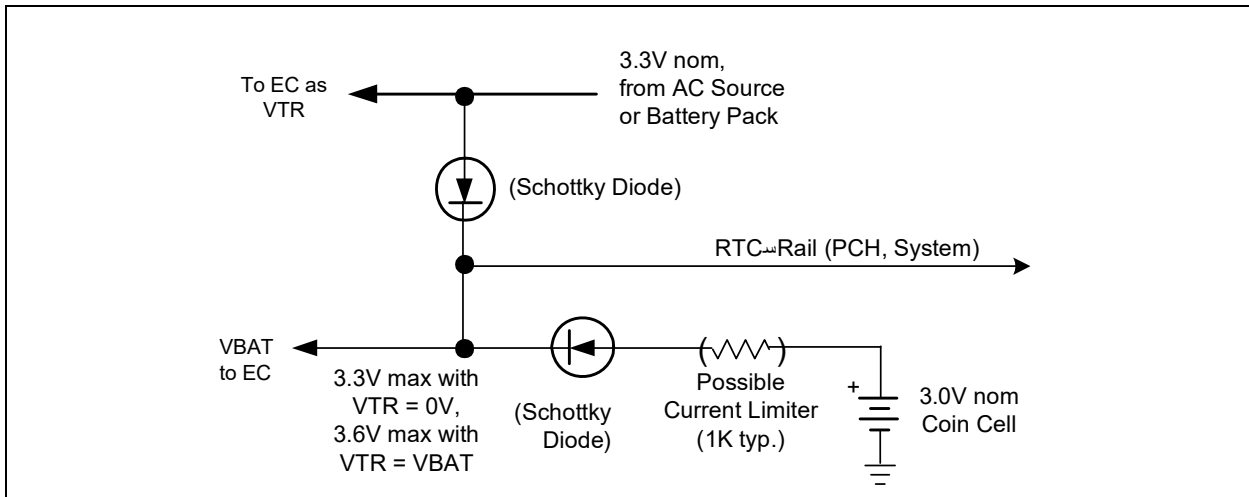 3.3V nom,
from AC Source
or Battery Pack
To EC as
VTR
(Schottky Diode)
RTC Rail (PCH, System)
VBAT
to EC
3.3V max with
VTR = 0V,
3.6V max with
VTR = VBAT
(Schottky
Diode)
( )
Possible
Current Limiter
(1K typ.)
+
3.0V nom
Coin Cell